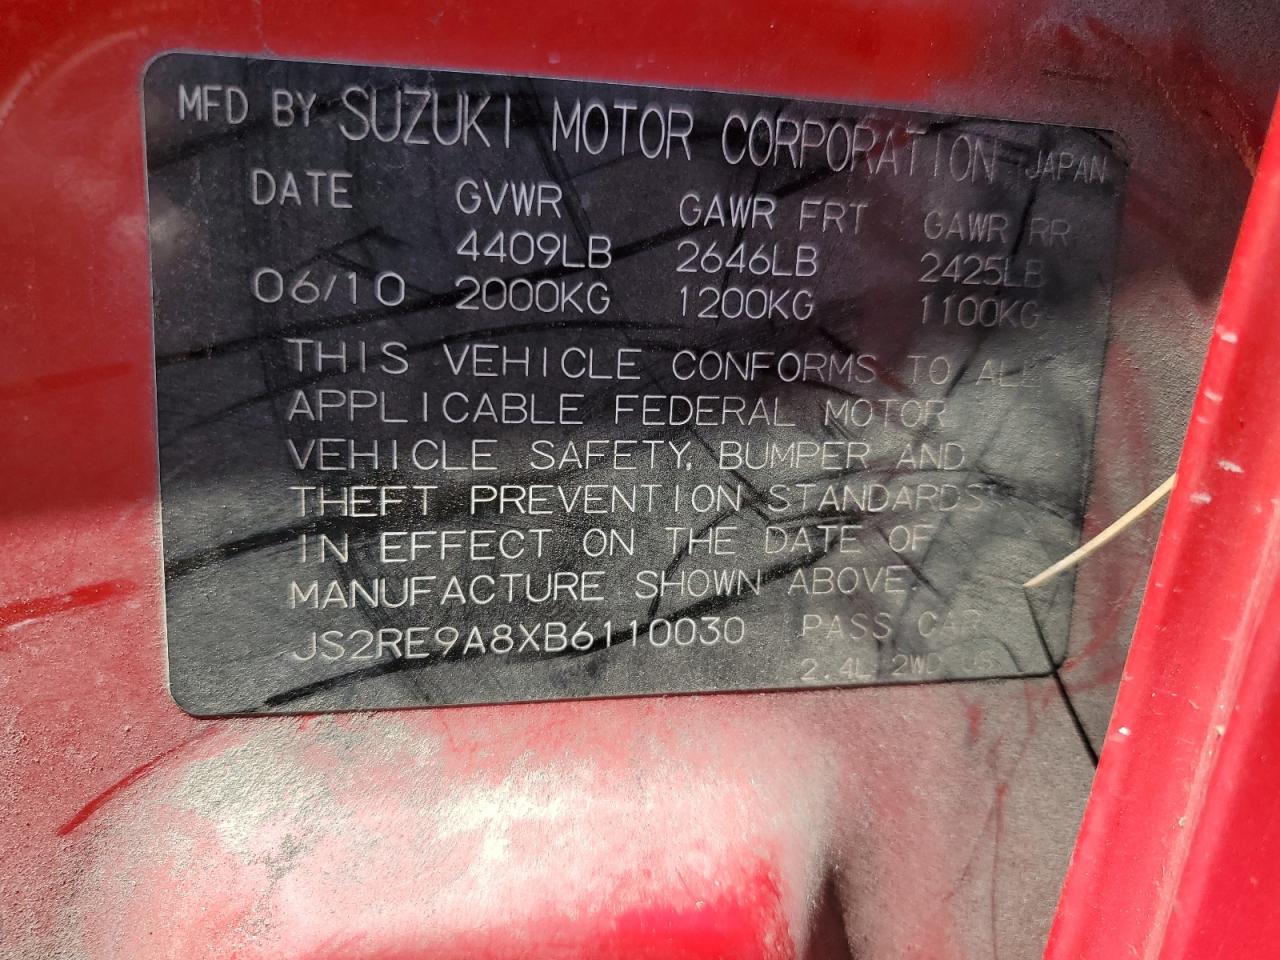 MFD BY SUZUKI MOTOR CORPORATION JAPAN
DATE GVWR GAWR FRT GAWR RR
4409LB 2646LB 2425LB
06/10 2000KG 1200KG 1100KG
THIS VEHICLE CONFORMS TO ALL
APPLICABLE FEDERAL MOTOR
VEHICLE SAFETY, BUMPER AND
THEFT PREVENTION STANDARDS
IN EFFECT ON THE DATE OF
MANUFACTURE SHOWN ABOVE.
JS2RE9A8XB6110030 PASS CAR
2.4L 2WD US